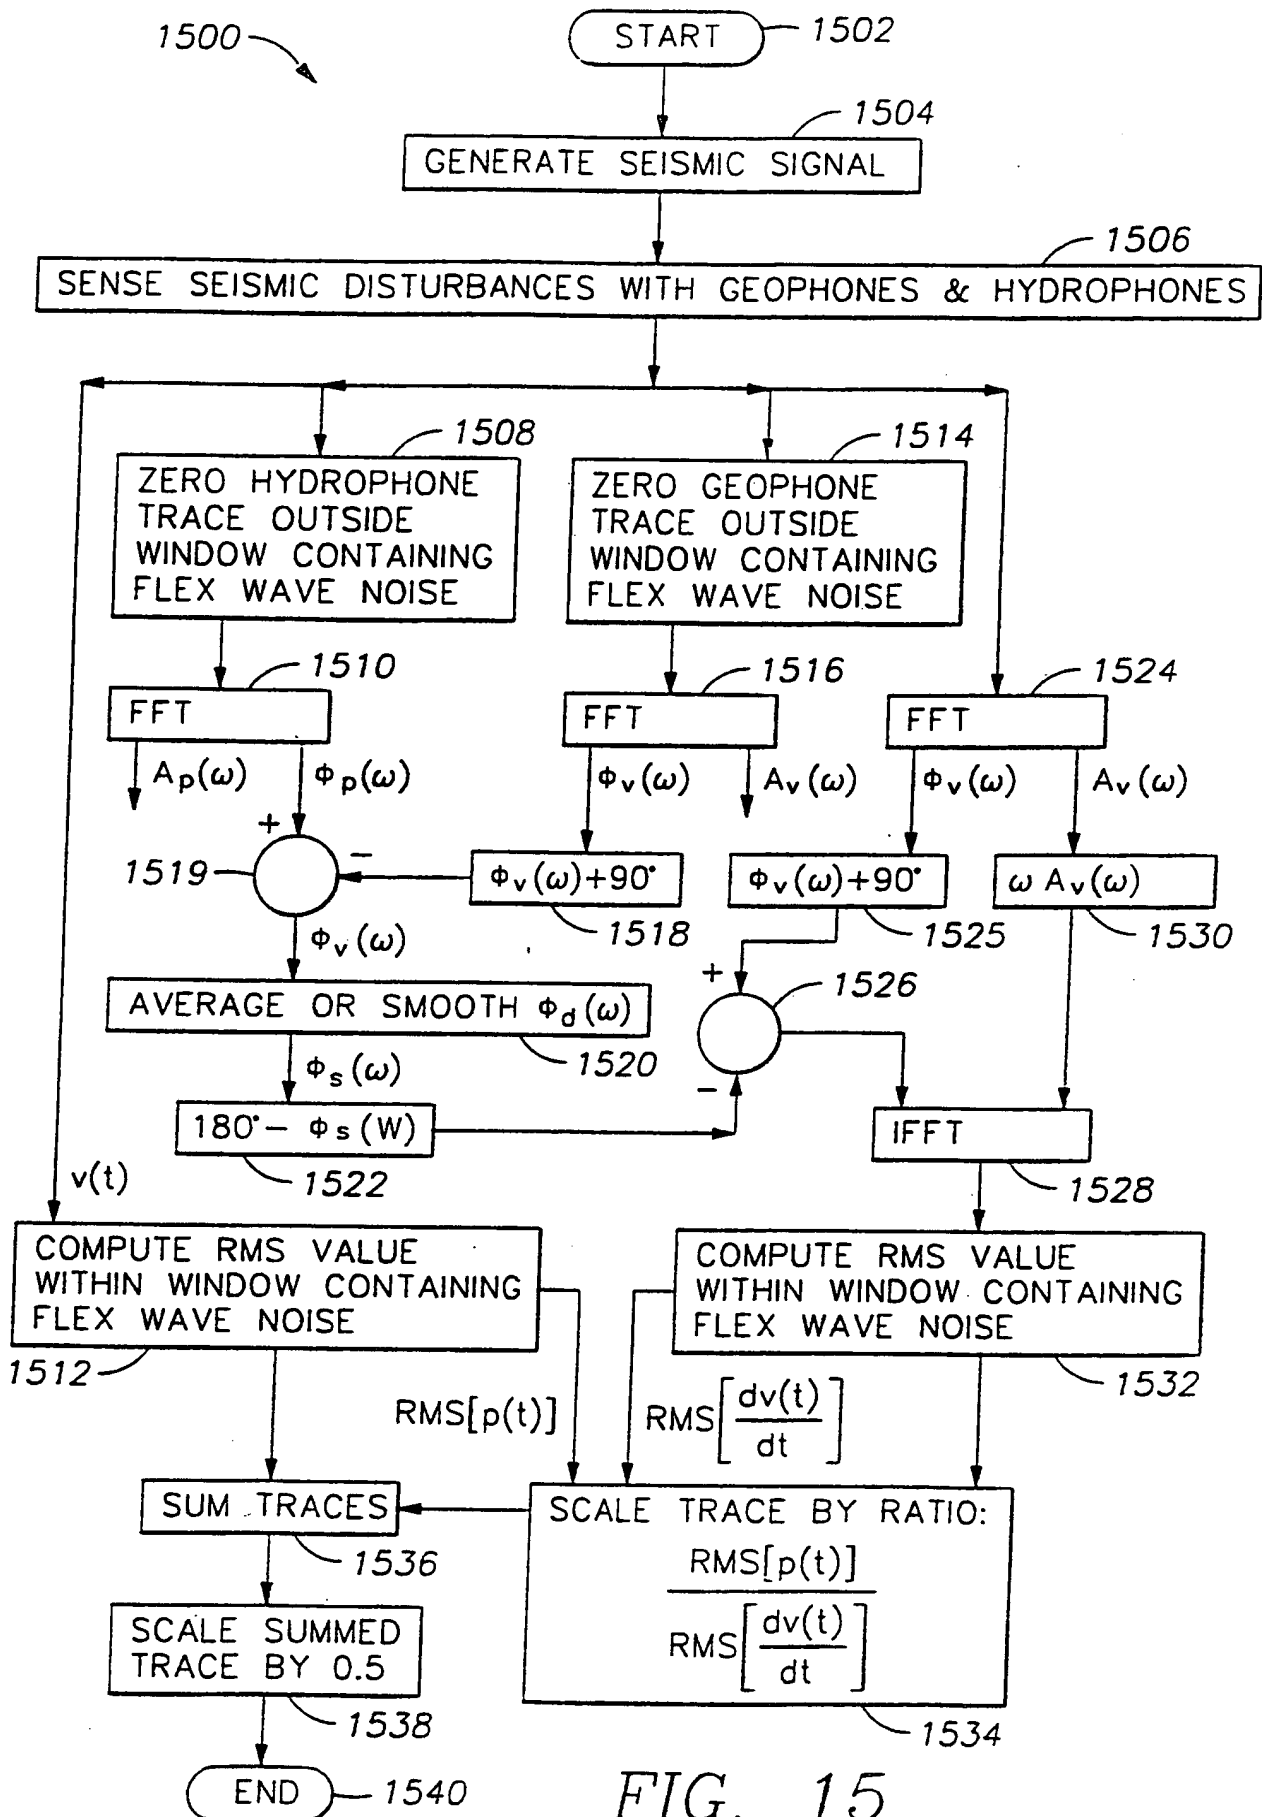 1500
START
1502
1504
GENERATE SEISMIC SIGNAL
1506
SENSE SEISMIC DISTURBANCES WITH GEOPHONES & HYDROPHONES
1508
ZERO HYDROPHONE
TRACE OUTSIDE
WINDOW CONTAINING
FLEX WAVE NOISE
1514
ZERO GEOPHONE
TRACE OUTSIDE
WINDOW CONTAINING
FLEX WAVE NOISE
1510
FFT
1516
FFT
1524
FFT
Ap(ω)
Φp(ω)
Φv(ω)
Av(ω)
Φv(ω)
Av(ω)
+
−
1519
Φv(ω)+90°
1518
Φv(ω)+90°
1525
ω Av(ω)
1530
Φv(ω)
AVERAGE OR SMOOTH Φd(ω)
1520
+
1526
−
Φs(ω)
180°− Φs(W)
1522
IFFT
1528
v(t)
COMPUTE RMS VALUE
WITHIN WINDOW CONTAINING
FLEX WAVE NOISE
1512
COMPUTE RMS VALUE
WITHIN WINDOW CONTAINING
FLEX WAVE NOISE
1532
RMS[p(t)]
RMS[dv(t)/dt]
SUM TRACES
1536
SCALE TRACE BY RATIO:
RMS[p(t)]
RMS[dv(t)/dt]
1534
SCALE SUMMED
TRACE BY 0.5
1538
END
1540
FIG. 15